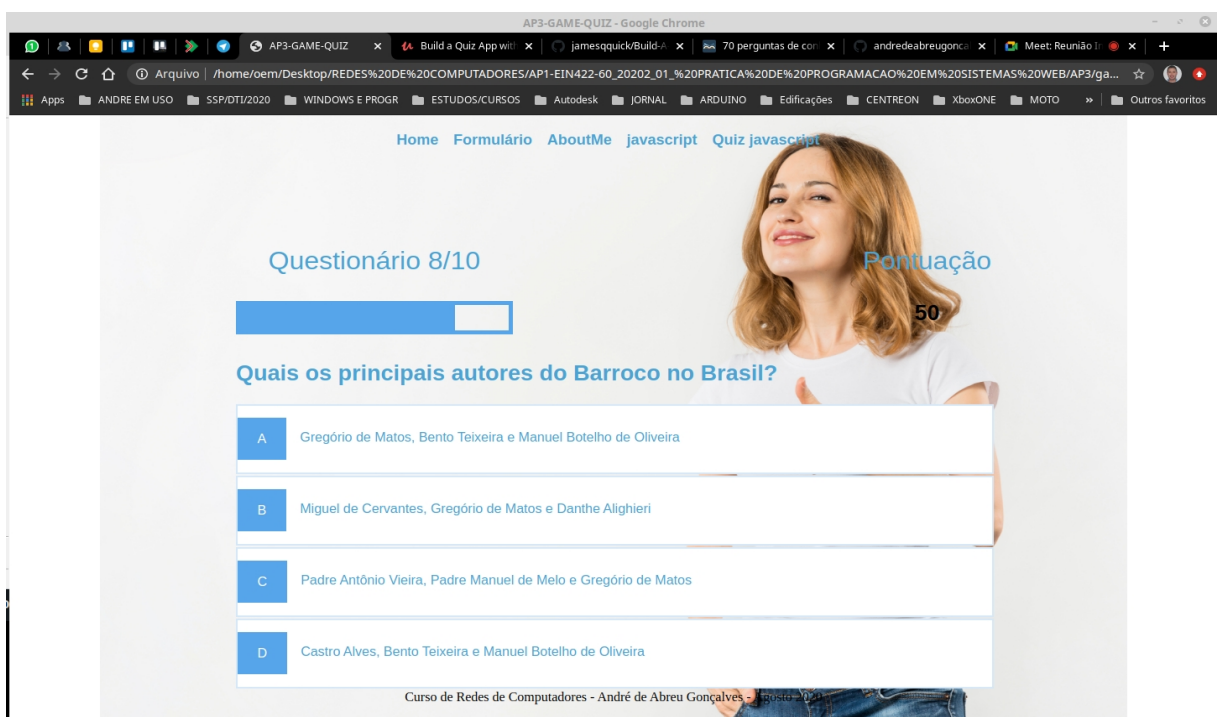 AP3-GAME-QUIZ - Google Chrome
AP3-GAME-QUIZ Build a Quiz App with jamesqquick/Build-A 70 perguntas de con andredeabreugonca Meet: Reunião Ir
Arquivo /home/oem/Desktop/REDES%20DE%20COMPUTADORES/AP1-EIN422-60_20202_01_%20PRATICA%20DE%20PROGRAMACAO%20EM%20SISTEMAS%20WEB/AP3/ga...
Apps ANDRE EM USO SSP/DTI/2020 WINDOWS E PROGR ESTUDOS/CURSOS Autodesk JORNAL ARDUINO Edificações CENTREON XboxONE MOTO » Outros favoritos
Home Formulário AboutMe javascript Quiz javascript
Questionário 8/10 Pontuação
50
Quais os principais autores do Barroco no Brasil?
A Gregório de Matos, Bento Teixeira e Manuel Botelho de Oliveira
B Miguel de Cervantes, Gregório de Matos e Danthe Alighieri
C Padre Antônio Vieira, Padre Manuel de Melo e Gregório de Matos
D Castro Alves, Bento Teixeira e Manuel Botelho de Oliveira
Curso de Redes de Computadores - André de Abreu Gonçalves - Agosto 2020